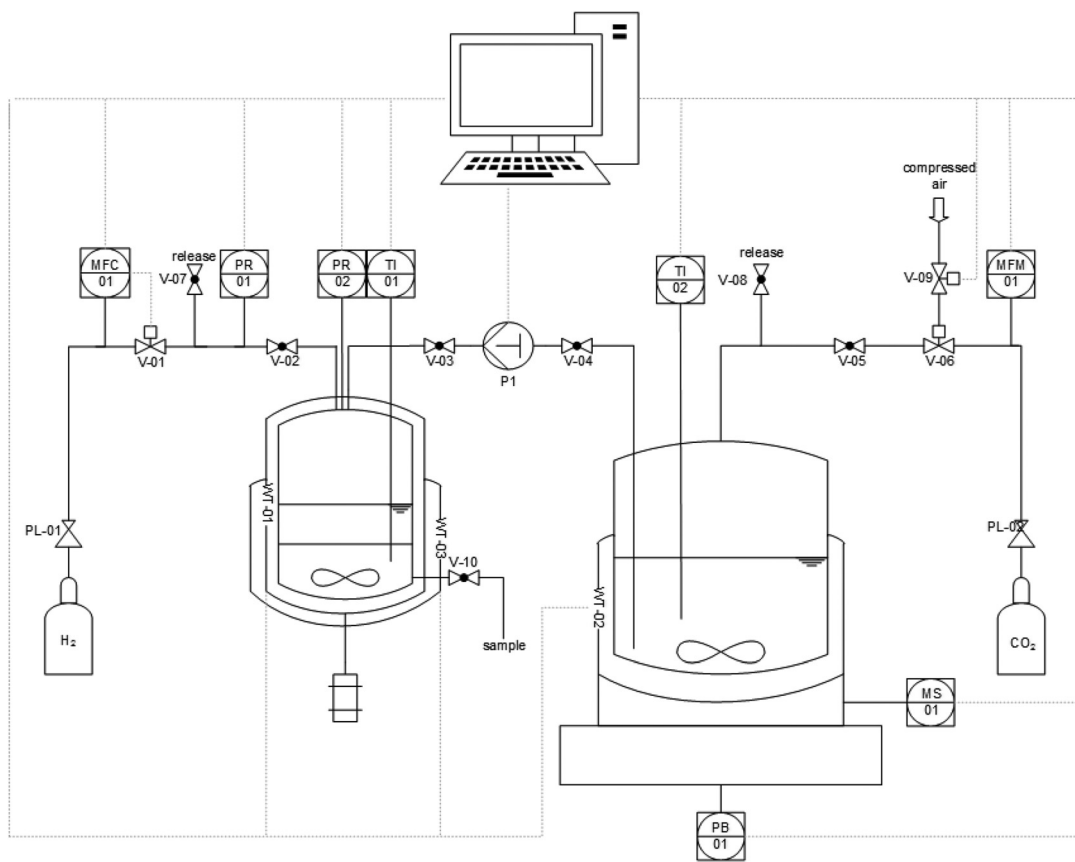 compressed
air
release
release
MFC
01
V-07
PR
01
PR
02
TI
01
TI
02
V-08
V-09
MFM
01
V-01
V-02
V-03
P1
V-04
V-05
V-06
WT-01
WT-03
PL-01
V-10
PL-02
WT-02
H₂
sample
CO₂
MS
01
PB
01